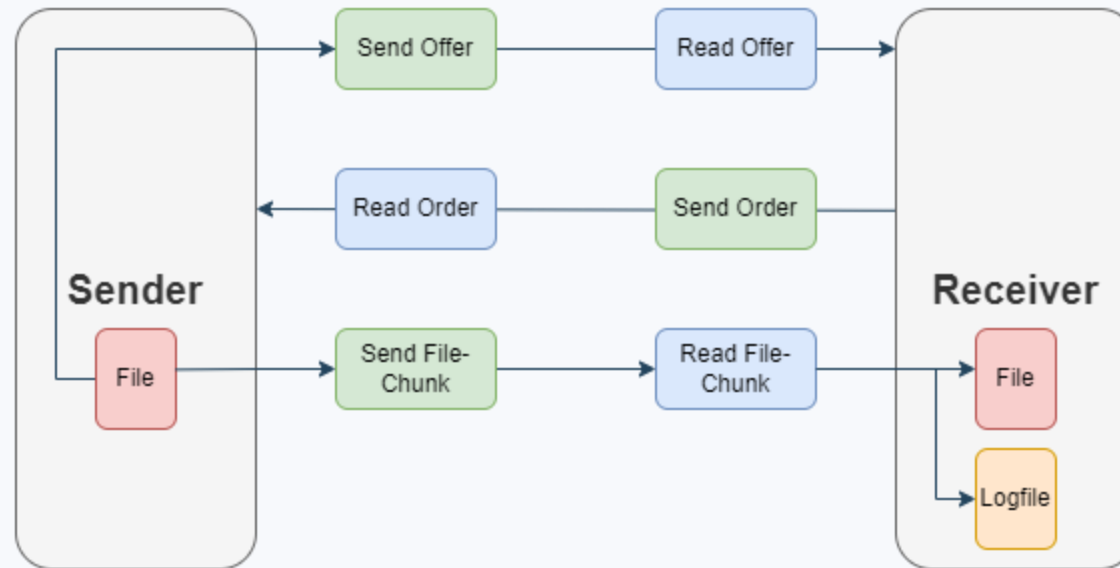 Send Offer
Read Offer
Read Order
Send Order
Sender
Receiver
File
Send File-
Chunk
Read File-
Chunk
File
Logfile